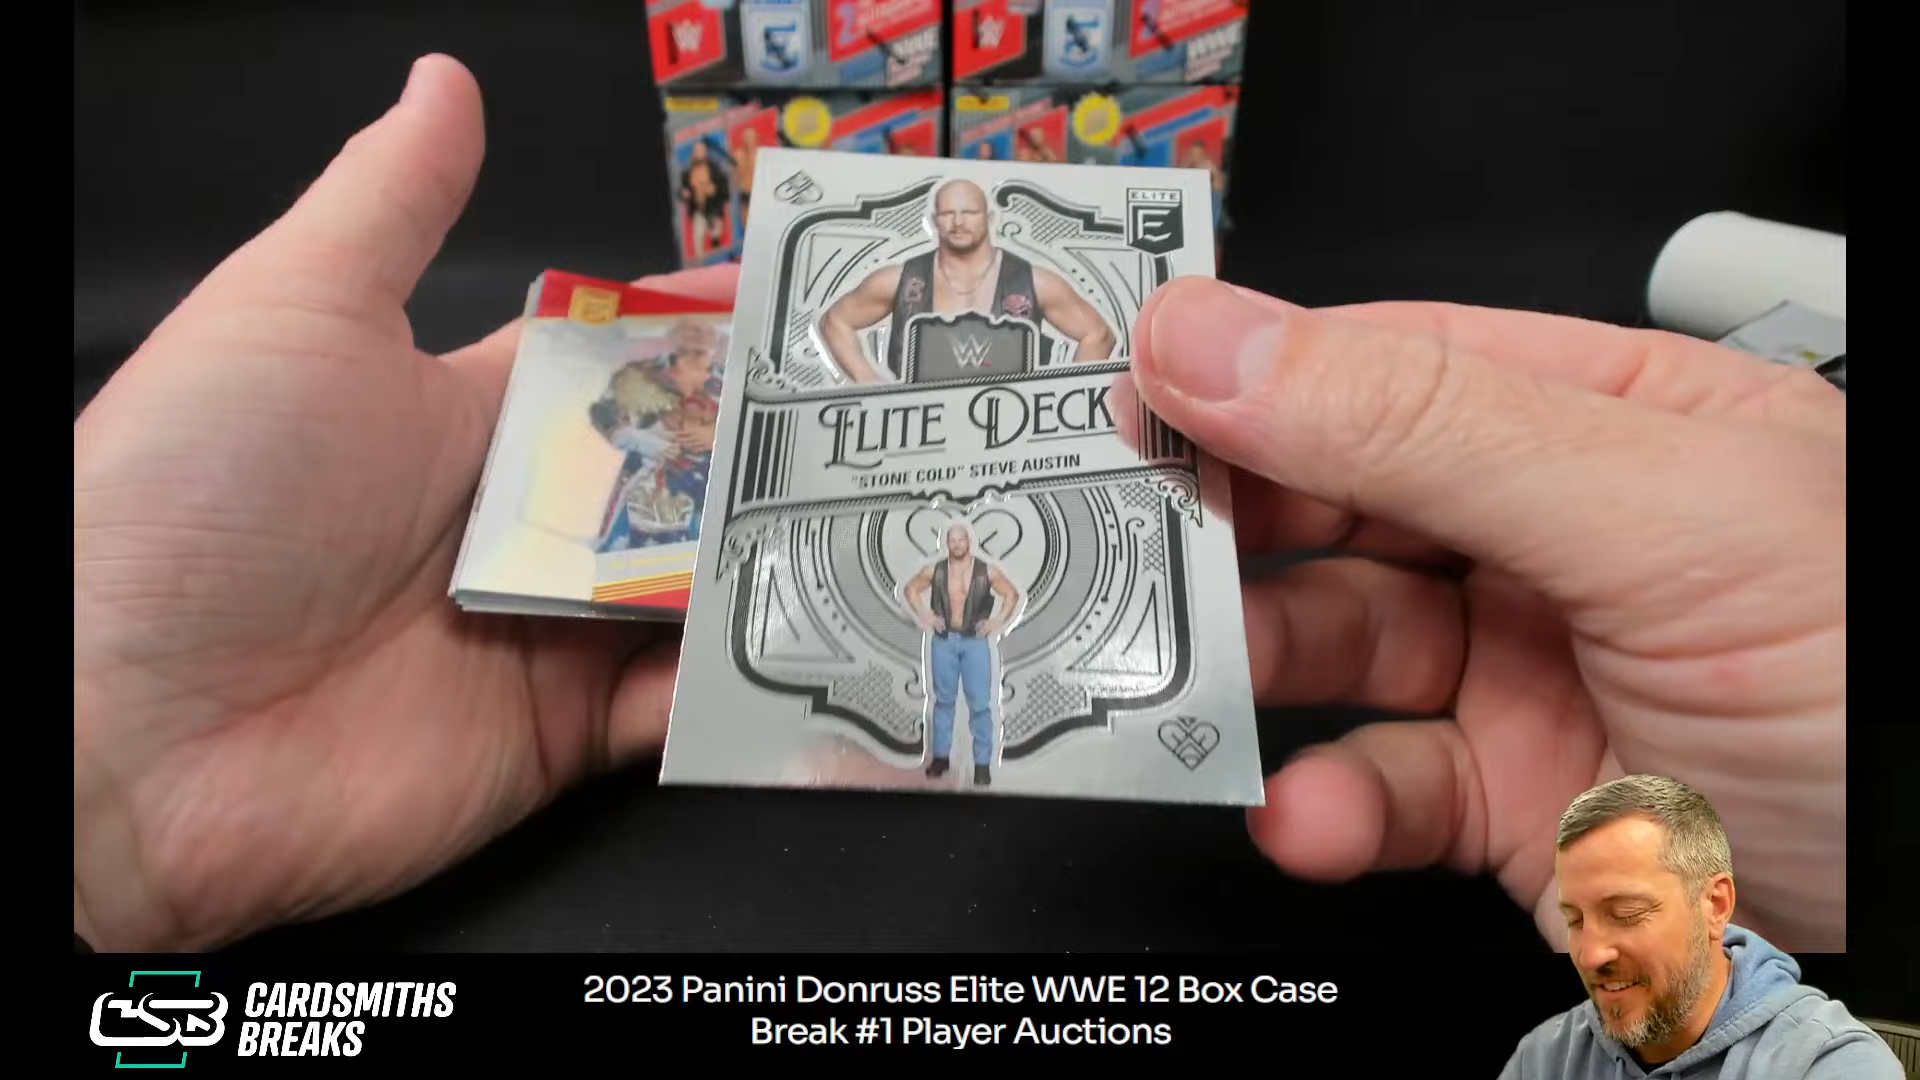 ELITE
E
W
ELITE DECK
"STONE COLD" STEVE AUSTIN
CSB CARDSMITHS
BREAKS
2023 Panini Donruss Elite WWE 12 Box Case
Break #1 Player Auctions